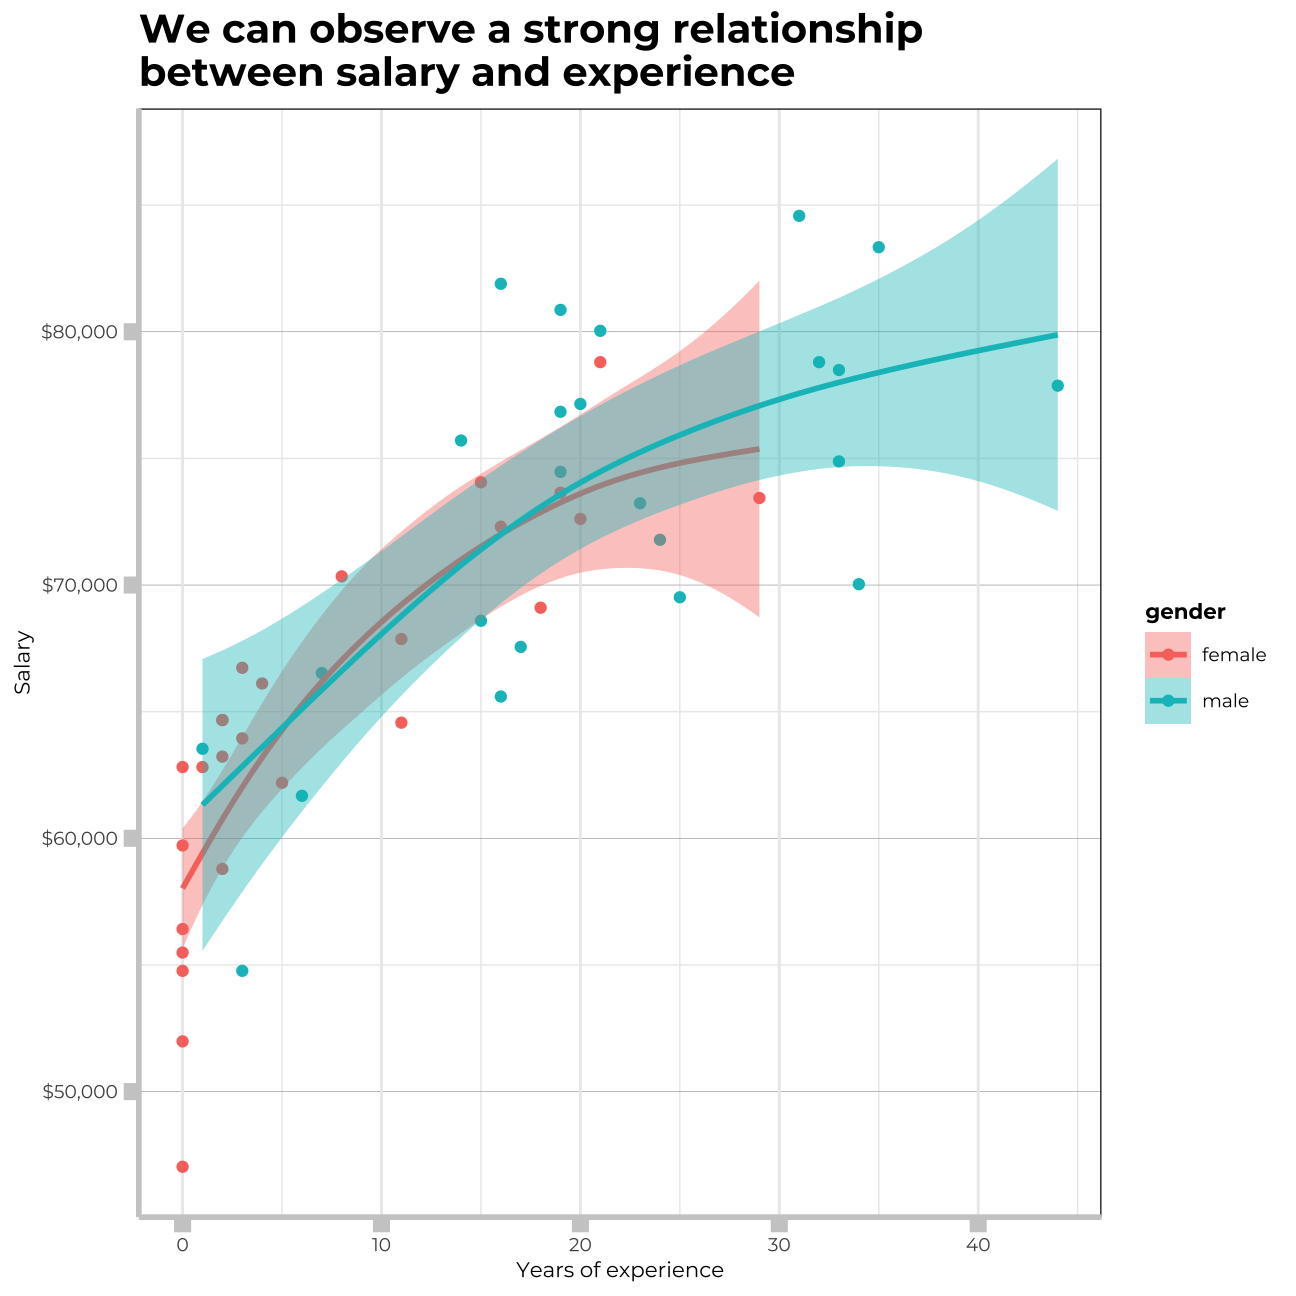 We can observe a strong relationship
between salary and experience
$80,000
$70,000
$60,000
$50,000
Salary
0 10 20 30 40
Years of experience
gender
female
male